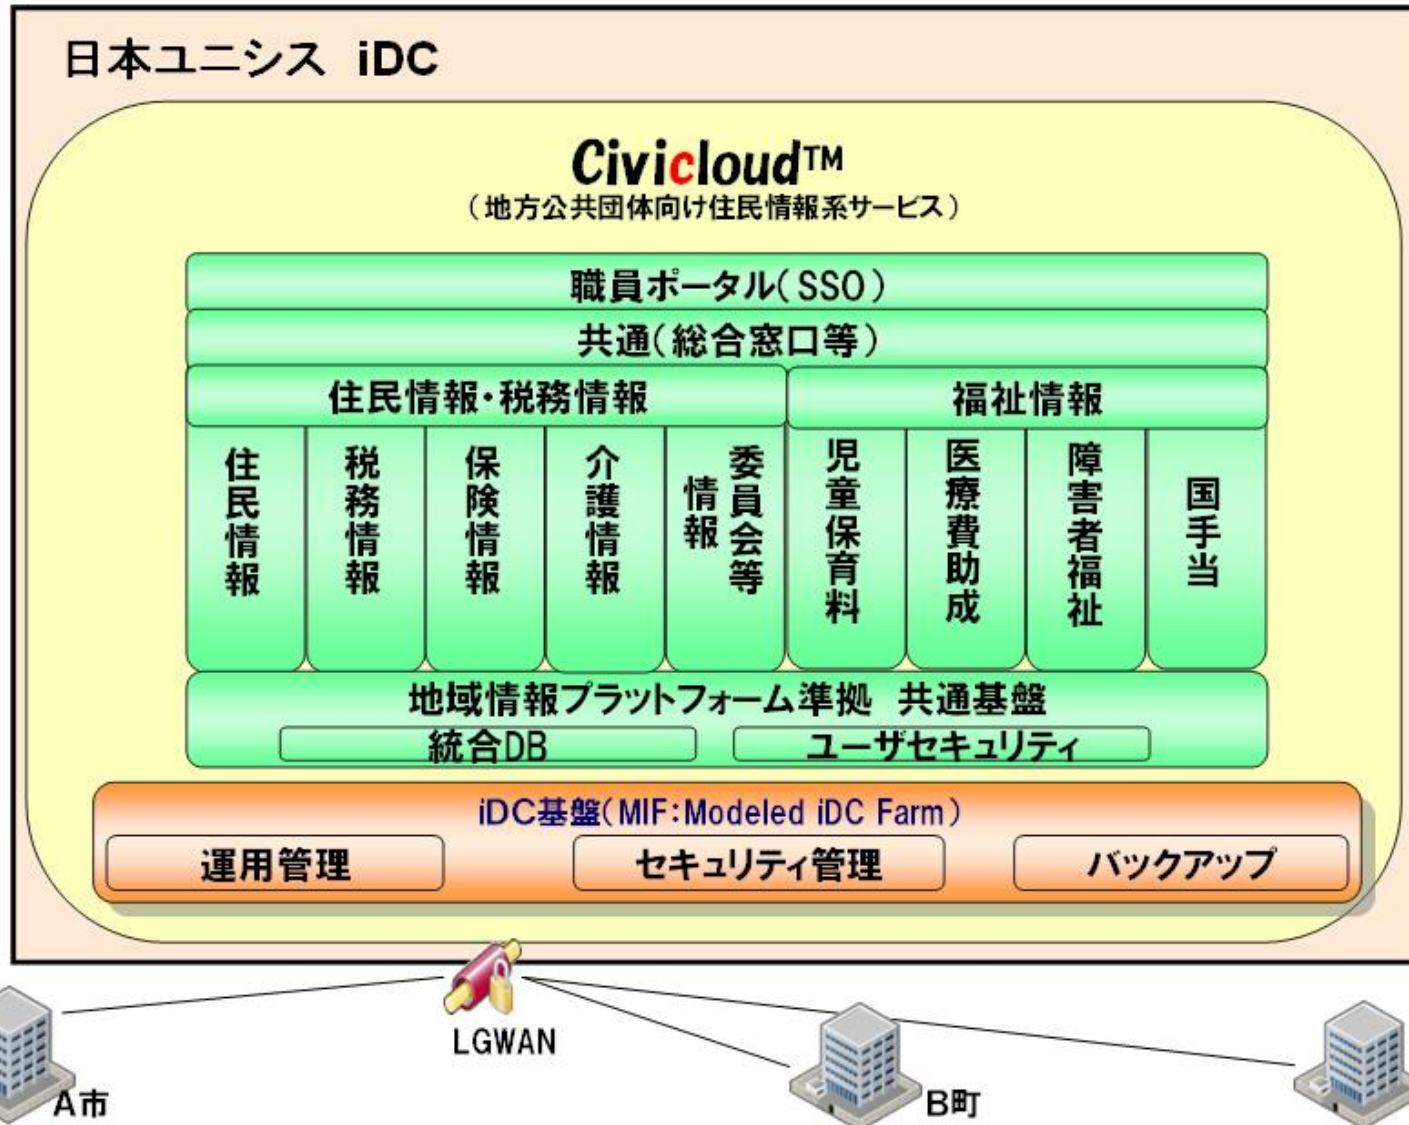 日本ユニシス iDC
Civicloud™
（地方公共団体向け住民情報系サービス）
職員ポータル（SSO）
共通（総合窓口等）
住民情報・税務情報
福祉情報
住民情報
税務情報
保険情報
介護情報
委員会等
情報
児童保育料
医療費助成
障害者福祉
国手当
地域情報プラットフォーム準拠 共通基盤
統合DB
ユーザセキュリティ
iDC基盤（MIF：Modeled iDC Farm）
運用管理
セキュリティ管理
バックアップ
LGWAN
A市
B町